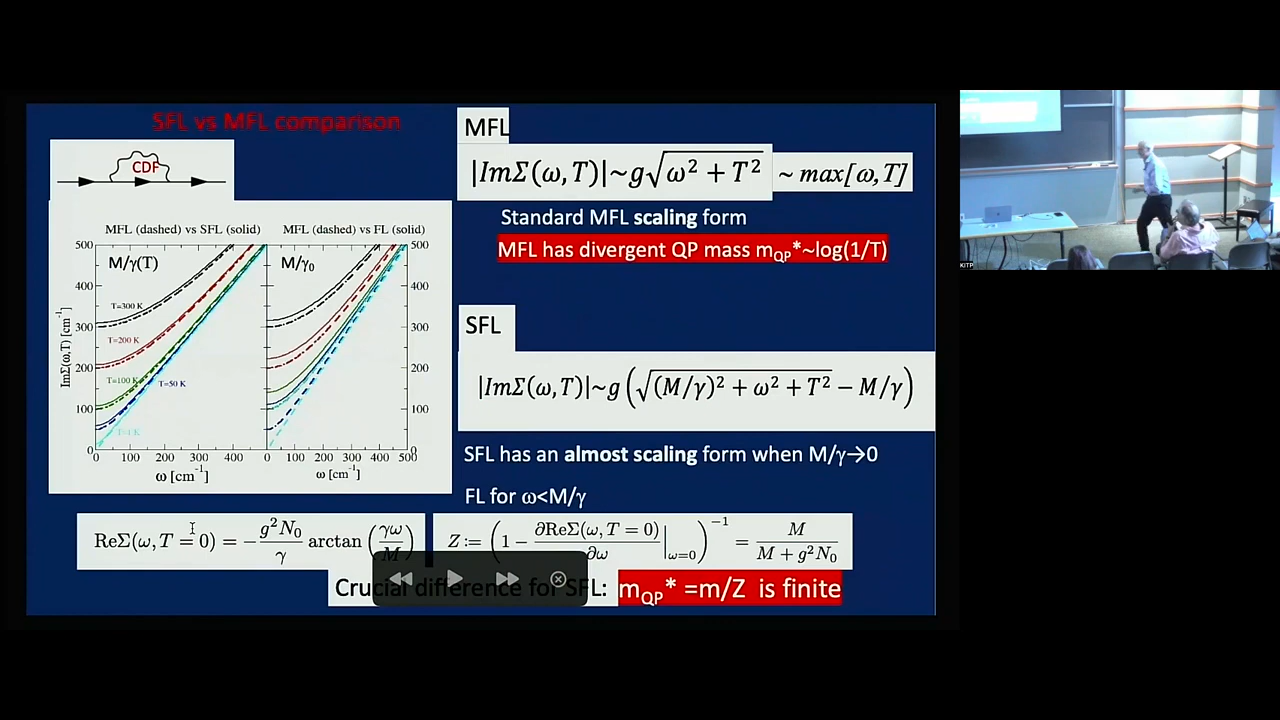 SFL vs MFL comparison
CDF
MFL (dashed) vs SFL (solid)
MFL (dashed) vs FL (solid)
M/γ(T)
M/γ₀
ImΣ(ω,T) [cm⁻¹]
500
400
300
200
100
0
T=300 K
T=200 K
T=100 K
T=50 K
T=1 K
0 100 200 300 400
ω [cm⁻¹]
500
400
300
200
100
0
0 100 200 300 400 500
ω [cm⁻¹]
MFL
|ImΣ(ω,T)|~g√(ω² + T²) ~ max[ω,T]
Standard MFL scaling form
MFL has divergent QP mass m_QP*~log(1/T)
SFL
|ImΣ(ω,T)|~g(√((M/γ)² + ω² + T²) − M/γ)
SFL has an almost scaling form when M/γ→0
FL for ω<M/γ
ReΣ(ω, T = 0) = −g²N₀/γ arctan(γω/M)
Z := (1 − ∂ReΣ(ω, T = 0)/∂ω |_ω=0)⁻¹ = M/(M + g²N₀)
Crucial difference for SFL: m_QP* =m/Z is finite
KITP